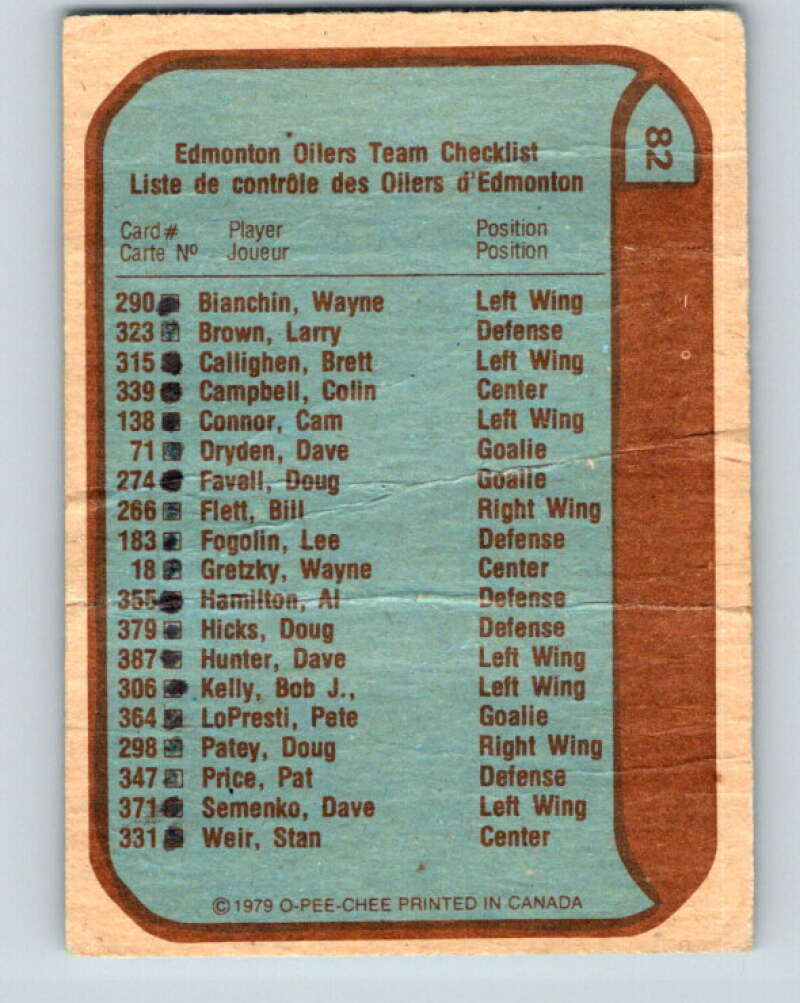 82
Edmonton Oilers Team Checklist
Liste de contrôle des Oilers d'Edmonton
Card # Player Position
Carte Nº Joueur Position
290 Bianchin, Wayne Left Wing
323 Brown, Larry Defense
315 Callighen, Brett Left Wing
339 Campbell, Colin Center
138 Connor, Cam Left Wing
71 Dryden, Dave Goalie
274 Favell, Doug Goalie
266 Flett, Bill Right Wing
183 Fogolin, Lee Defense
18 Gretzky, Wayne Center
355 Hamilton, Al Defense
379 Hicks, Doug Defense
387 Hunter, Dave Left Wing
306 Kelly, Bob J., Left Wing
364 LoPresti, Pete Goalie
298 Patey, Doug Right Wing
347 Price, Pat Defense
371 Semenko, Dave Left Wing
331 Weir, Stan Center
© 1979 O-PEE-CHEE PRINTED IN CANADA